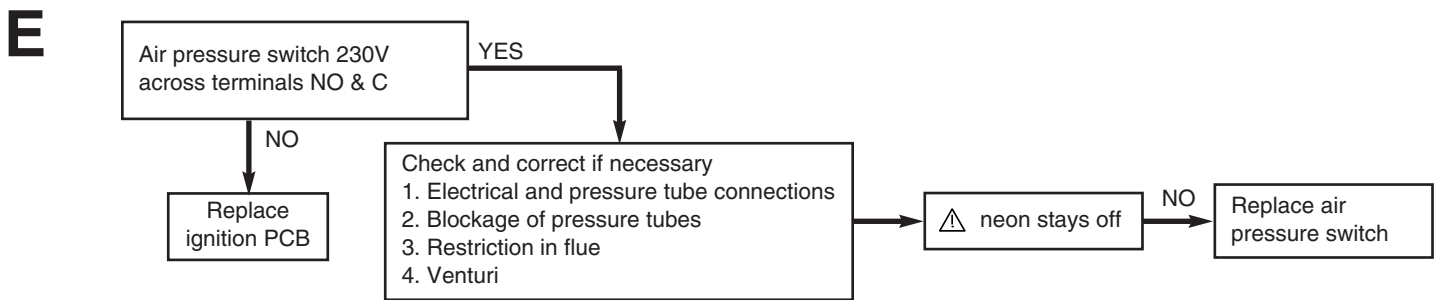 E
Air pressure switch 230V
across terminals NO & C
YES
NO
Replace
ignition PCB
Check and correct if necessary
1. Electrical and pressure tube connections
2. Blockage of pressure tubes
3. Restriction in flue
4. Venturi
⚠ neon stays off
NO
Replace air
pressure switch